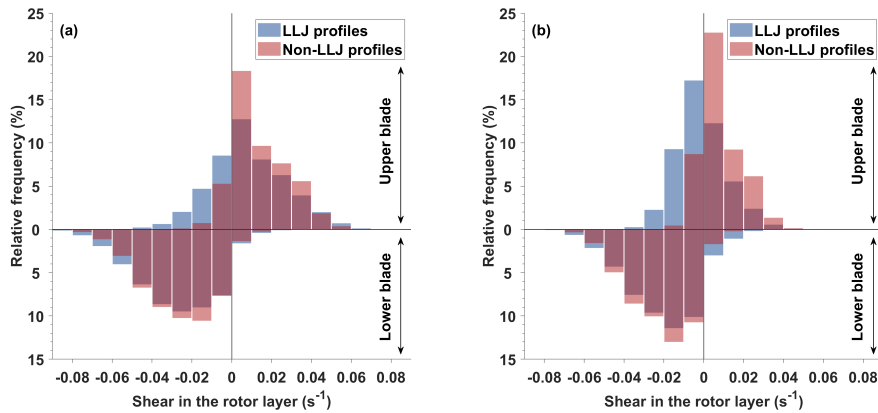 (a)
LLJ profiles
Non-LLJ profiles
25
20
15
10
5
0
5
10
15
Relative frequency (%)
Upper blade
Lower blade
-0.08 -0.06 -0.04 -0.02 0 0.02 0.04 0.06 0.08
Shear in the rotor layer (s⁻¹)
(b)
LLJ profiles
Non-LLJ profiles
25
20
15
10
5
0
5
10
15
Relative frequency (%)
Upper blade
Lower blade
-0.08 -0.06 -0.04 -0.02 0 0.02 0.04 0.06 0.08
Shear in the rotor layer (s⁻¹)